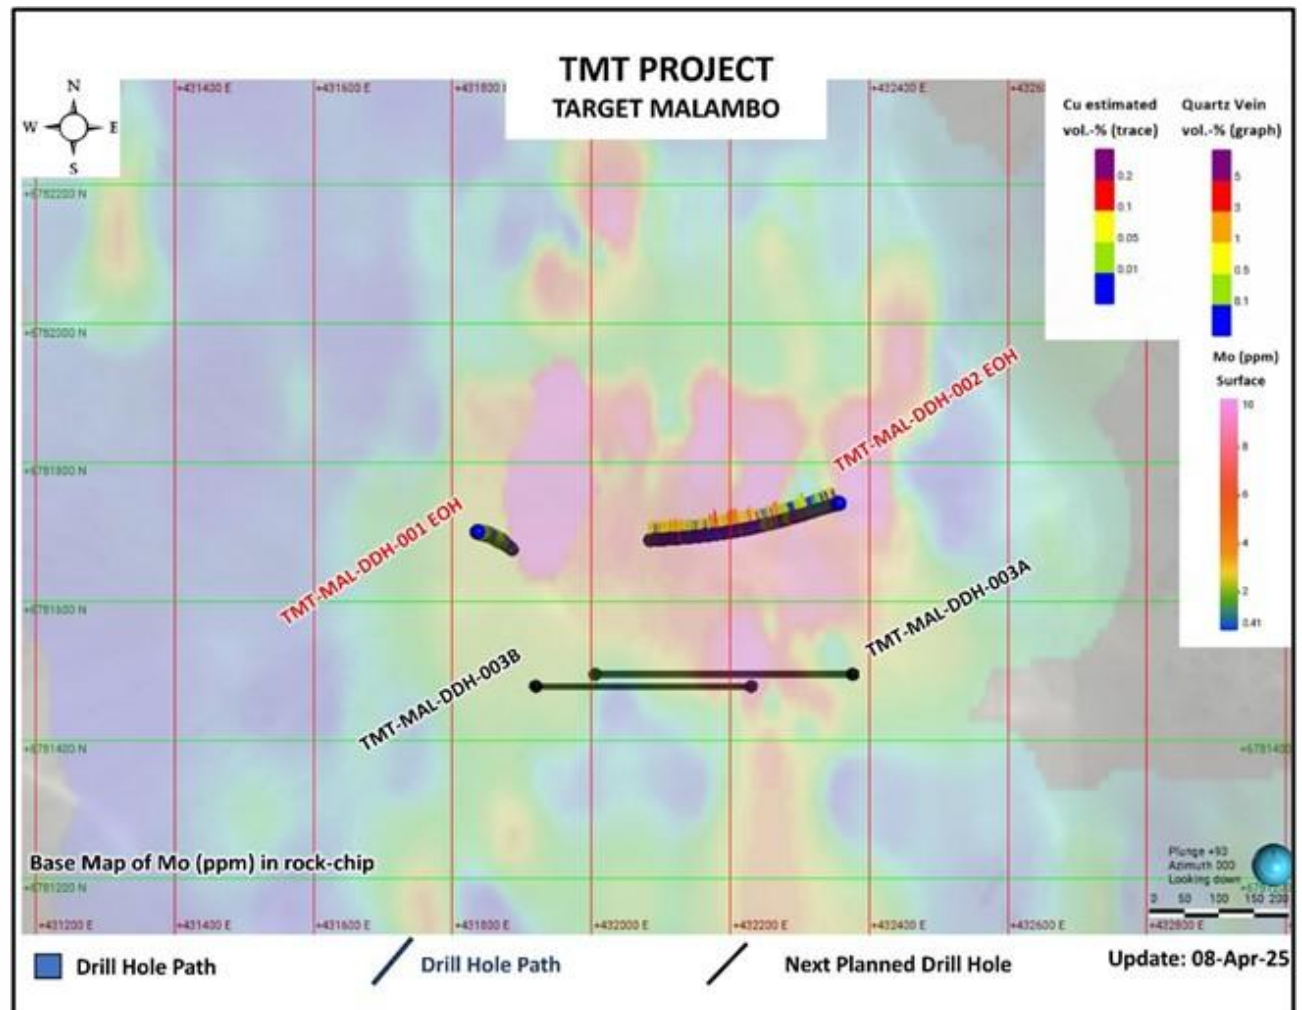 TMT PROJECT
TARGET MALAMBO
N
W E
S
+431400 E
+431600 E
+431800
+432400 E
+43260
Cu estimated
vol.-% (trace)
0.2
0.1
0.05
0.01
Quartz Vein
vol.-% (graph)
5
3
1
0.5
0.1
Mo (ppm)
Surface
10
8
6
4
2
0.41
+6782200 N
+6782000 N
+6781800 N
+6781600 N
+6781400 N
+6781400
+6781200 N
TMT-MAL-DDH-002 EOH
TMT-MAL-DDH-001 EOH
TMT-MAL-DDH-003A
TMT-MAL-DDH-003B
Base Map of Mo (ppm) in rock-chip
Plunge +90
Azimuth 000
Looking down
0 50 100 150 200
+431200 E
+431400 E
+431600 E
+431800 E
+432000 E
+432200 E
+432400 E
+432600 E
+432800 E
Drill Hole Path
Drill Hole Path
Next Planned Drill Hole
Update: 08-Apr-25